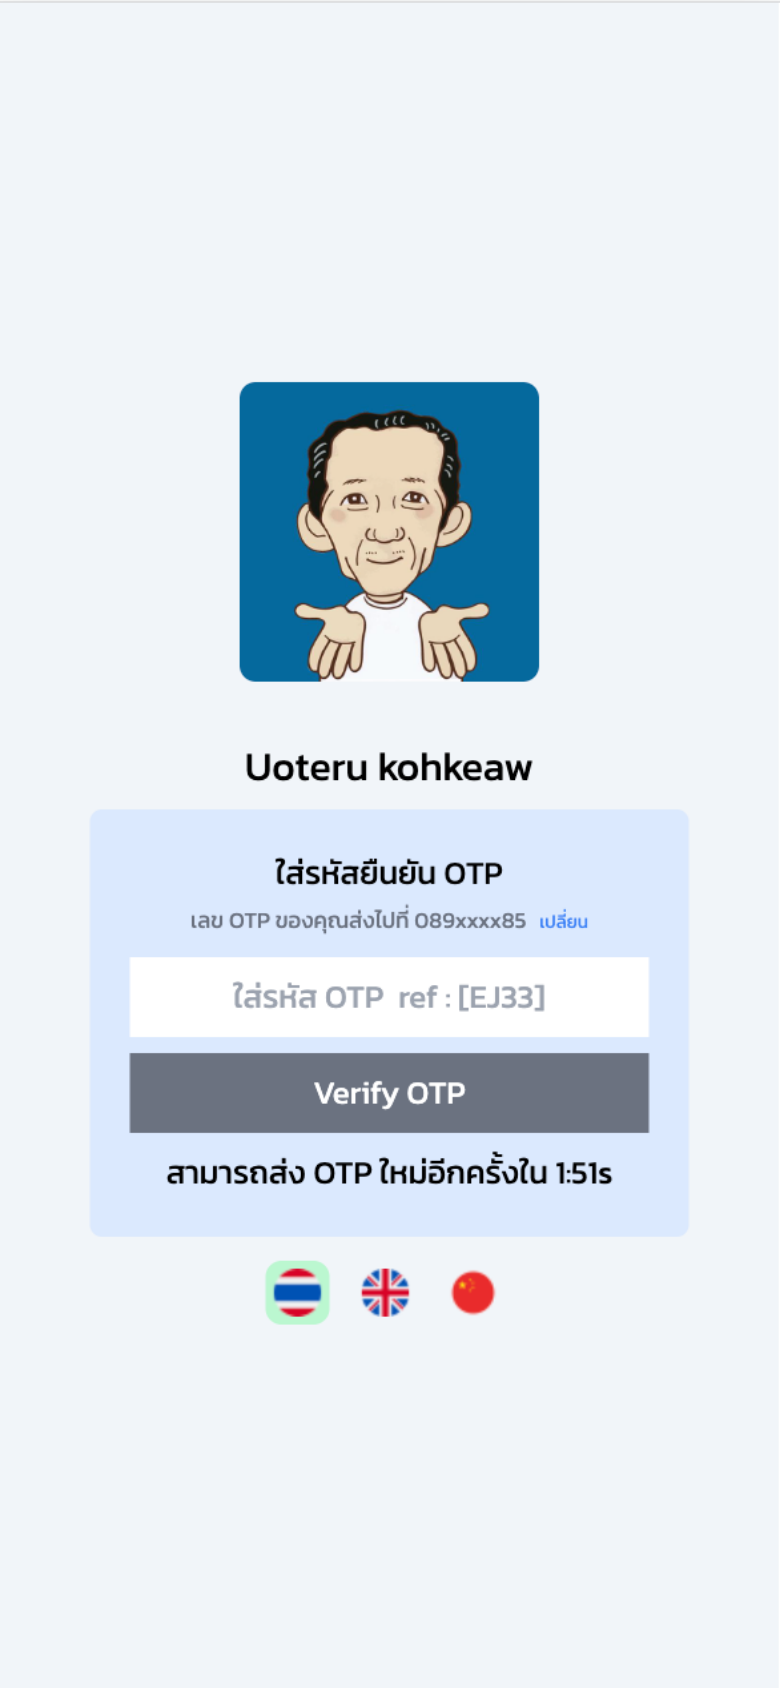 Uoteru kohkeaw
ใส่รหัสยืนยัน OTP
เลข OTP ของคุณส่งไปที่ 089xxxx85 เปลี่ยน
ใส่รหัส OTP ref : [EJ33]
Verify OTP
สามารถส่ง OTP ใหม่อีกครั้งใน 1:51s